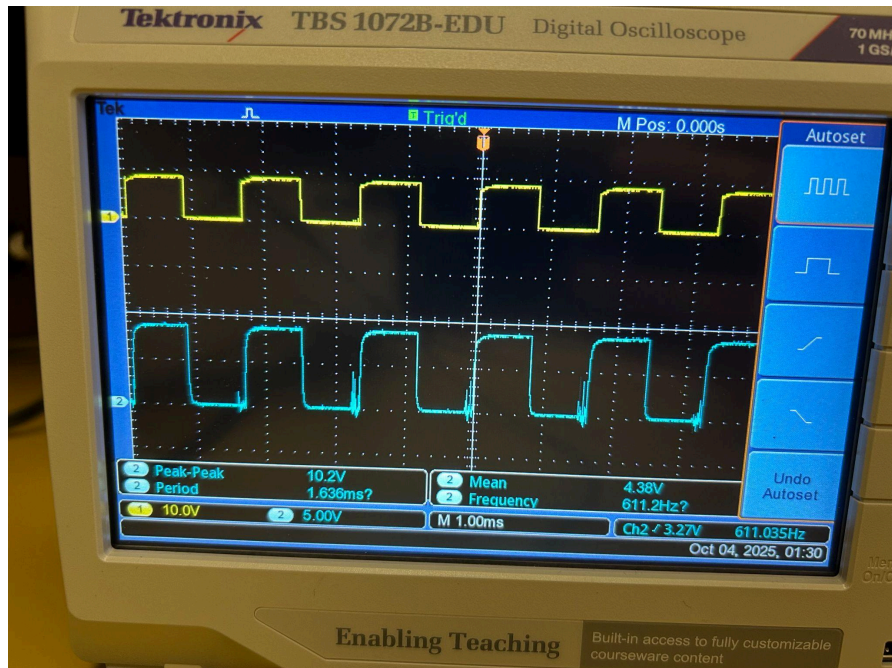 Tektronix TBS 1072B-EDU Digital Oscilloscope
70 MH
1 GS/
Tek
T Trig'd
M Pos: 0.000s
Autoset
1
2
Undo
Autoset
2 Peak-Peak 10.2V
2 Period 1.636ms?
2 Mean 4.38V
2 Frequency 611.2Hz?
1 10.0V
2 5.00V
M 1.00ms
Ch2 3.27V 611.035Hz
Oct 04, 2025, 01:30
Enabling Teaching
Built-in access to fully customizable
courseware content